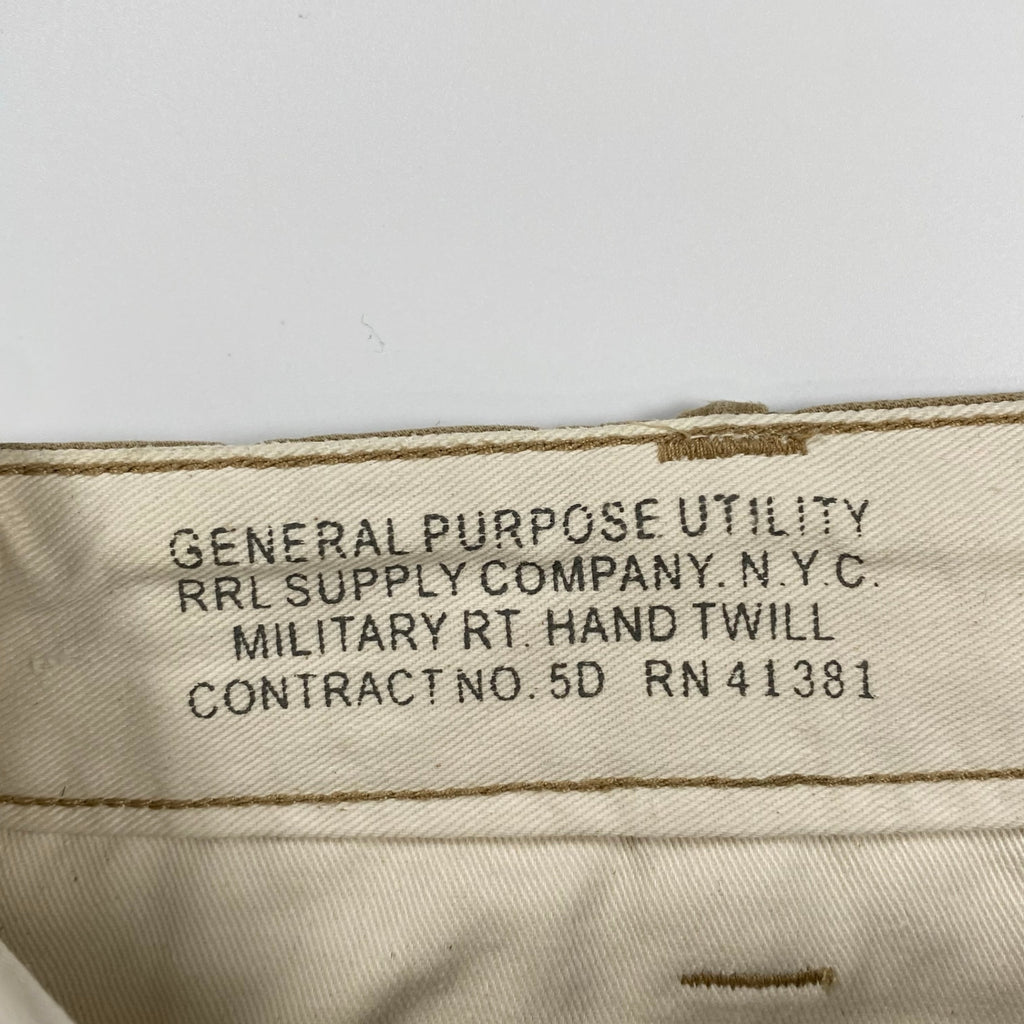 GENERAL PURPOSE UTILITY
RRL SUPPLY COMPANY. N.Y.C.
MILITARY RT. HAND TWILL
CONTRACT NO. 5D RN 41381